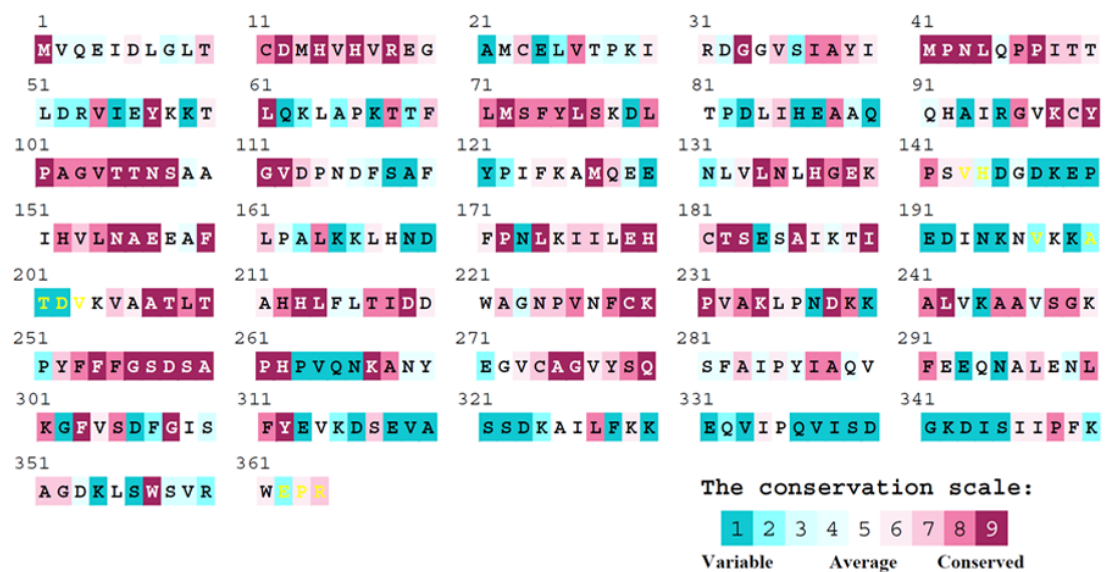 1 11 21 31 41
MVQEIDLGLT CDMHVHVREG AMCELVTPKI RDGGVSIAYI MPNLQPPITT
51 61 71 81 91
LDRVIEYKKT LQKLAPKTTF LMSFYLSKDL TPDLIHEAAQ QHAIRGVKCY
101 111 121 131 141
PAGVTTNSAA GVDPNDFSAF YPIFKAMQEE NLVLNLHGEK PSVHDGDKEP
151 161 171 181 191
IHVLNAEEAF LPALKKLHND FPNLKIILEH CTSESAIKTI EDINKNVKKA
201 211 221 231 241
TDVKVAATLT AHHLFLTIDD WAGNPVNFCK PVAKLPNDKK ALVKAAVSGK
251 261 271 281 291
PYFFFGSDSA PHPVQNKANY EGVCAGVYSQ SFAIPYIAQV FEEQNALENL
301 311 321 331 341
KGFVSDFGIS FYEVKDSEVA SSDKAILFKK EQVIPQVISD GKDISIIPFK
351 361
AGDKLSWSVR WEPR
The conservation scale:
1 2 3 4 5 6 7 8 9
Variable Average Conserved